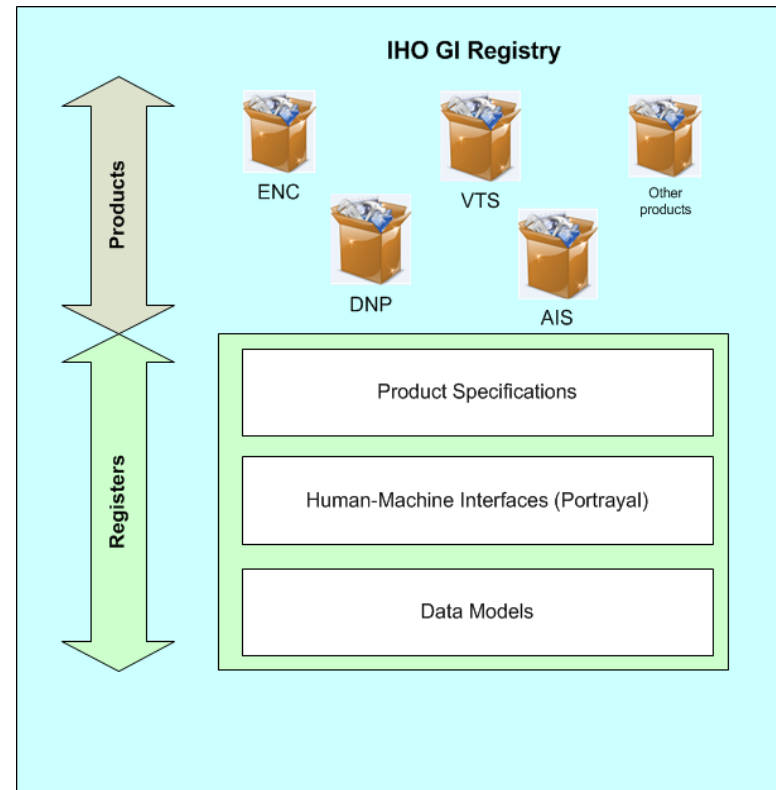 IHO GI Registry
Products
ENC
VTS
Other
products
DNP
AIS
Registers
Product Specifications
Human-Machine Interfaces (Portrayal)
Data Models